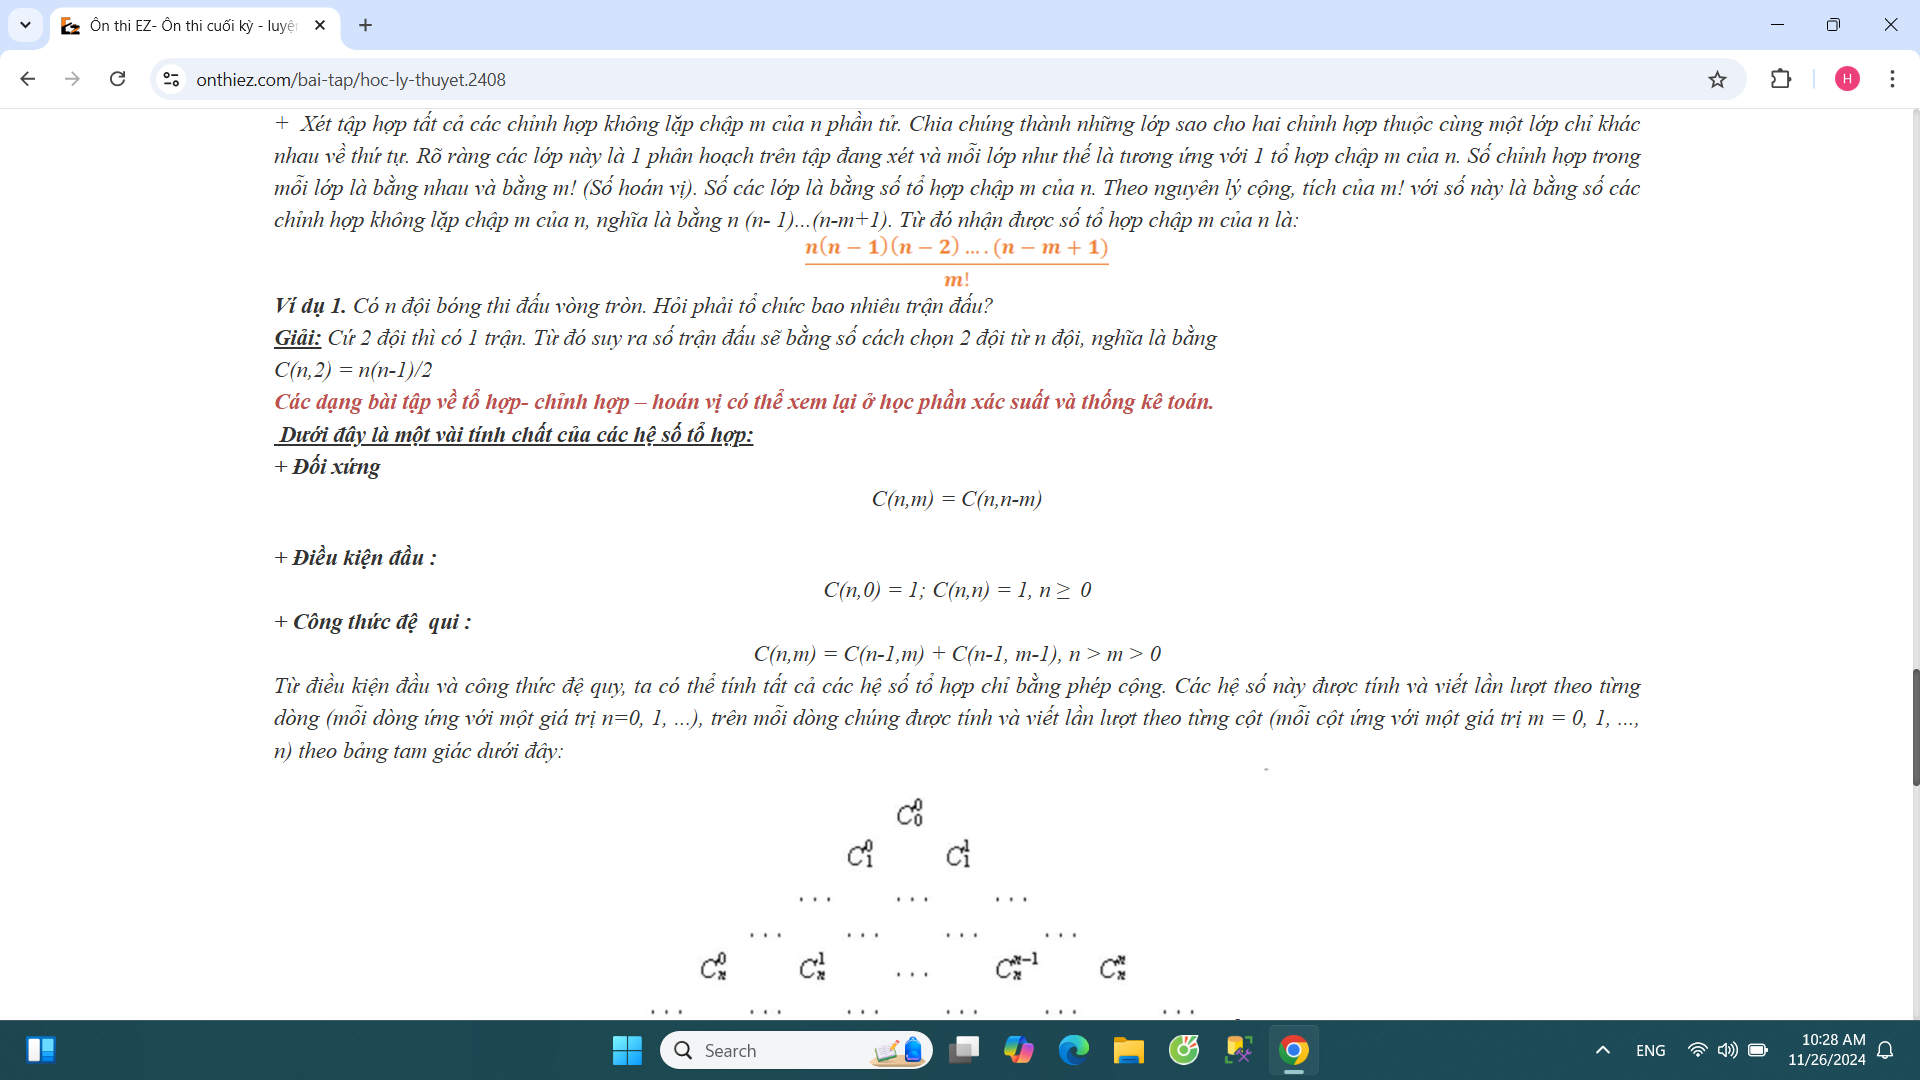 Ôn thi EZ- Ôn thi cuối kỳ - luyện
onthiez.com/bai-tap/hoc-ly-thuyet.2408
H
+ Xét tập hợp tất cả các chỉnh hợp không lặp chập m của n phần tử. Chia chúng thành những lớp sao cho hai chỉnh hợp thuộc cùng một lớp chỉ khác
nhau về thứ tự. Rõ ràng các lớp này là 1 phân hoạch trên tập đang xét và mỗi lớp như thế là tương ứng với 1 tổ hợp chập m của n. Số chỉnh hợp trong
mỗi lớp là bằng nhau và bằng m! (Số hoán vị). Số các lớp là bằng số tổ hợp chập m của n. Theo nguyên lý cộng, tích của m! với số này là bằng số các
chỉnh hợp không lặp chập m của n, nghĩa là bằng n (n- 1)...(n-m+1). Từ đó nhận được số tổ hợp chập m của n là:
n(n − 1)(n − 2) … . (n − m + 1)
m!
Ví dụ 1. Có n đội bóng thi đấu vòng tròn. Hỏi phải tổ chức bao nhiêu trận đấu?
Giải: Cứ 2 đội thì có 1 trận. Từ đó suy ra số trận đấu sẽ bằng số cách chọn 2 đội từ n đội, nghĩa là bằng
C(n,2) = n(n-1)/2
Các dạng bài tập về tổ hợp- chỉnh hợp – hoán vị có thể xem lại ở học phần xác suất và thống kê toán.
Dưới đây là một vài tính chất của các hệ số tổ hợp:
+ Đối xứng
C(n,m) = C(n,n-m)
+ Điều kiện đầu :
C(n,0) = 1; C(n,n) = 1, n ≥ 0
+ Công thức đệ qui :
C(n,m) = C(n-1,m) + C(n-1, m-1), n > m > 0
Từ điều kiện đầu và công thức đệ quy, ta có thể tính tất cả các hệ số tổ hợp chỉ bằng phép cộng. Các hệ số này được tính và viết lần lượt theo từng
dòng (mỗi dòng ứng với một giá trị n=0, 1, ...), trên mỗi dòng chúng được tính và viết lần lượt theo từng cột (mỗi cột ứng với một giá trị m = 0, 1, ...,
n) theo bảng tam giác dưới đây:
C_0^0
C_1^0 C_1^1
... ... ...
... ... ... ...
C_n^0 C_n^1 ... C_n^{n-1} C_n^n
... ... ... ... ... ...
Search
ENG
10:28 AM
11/26/2024